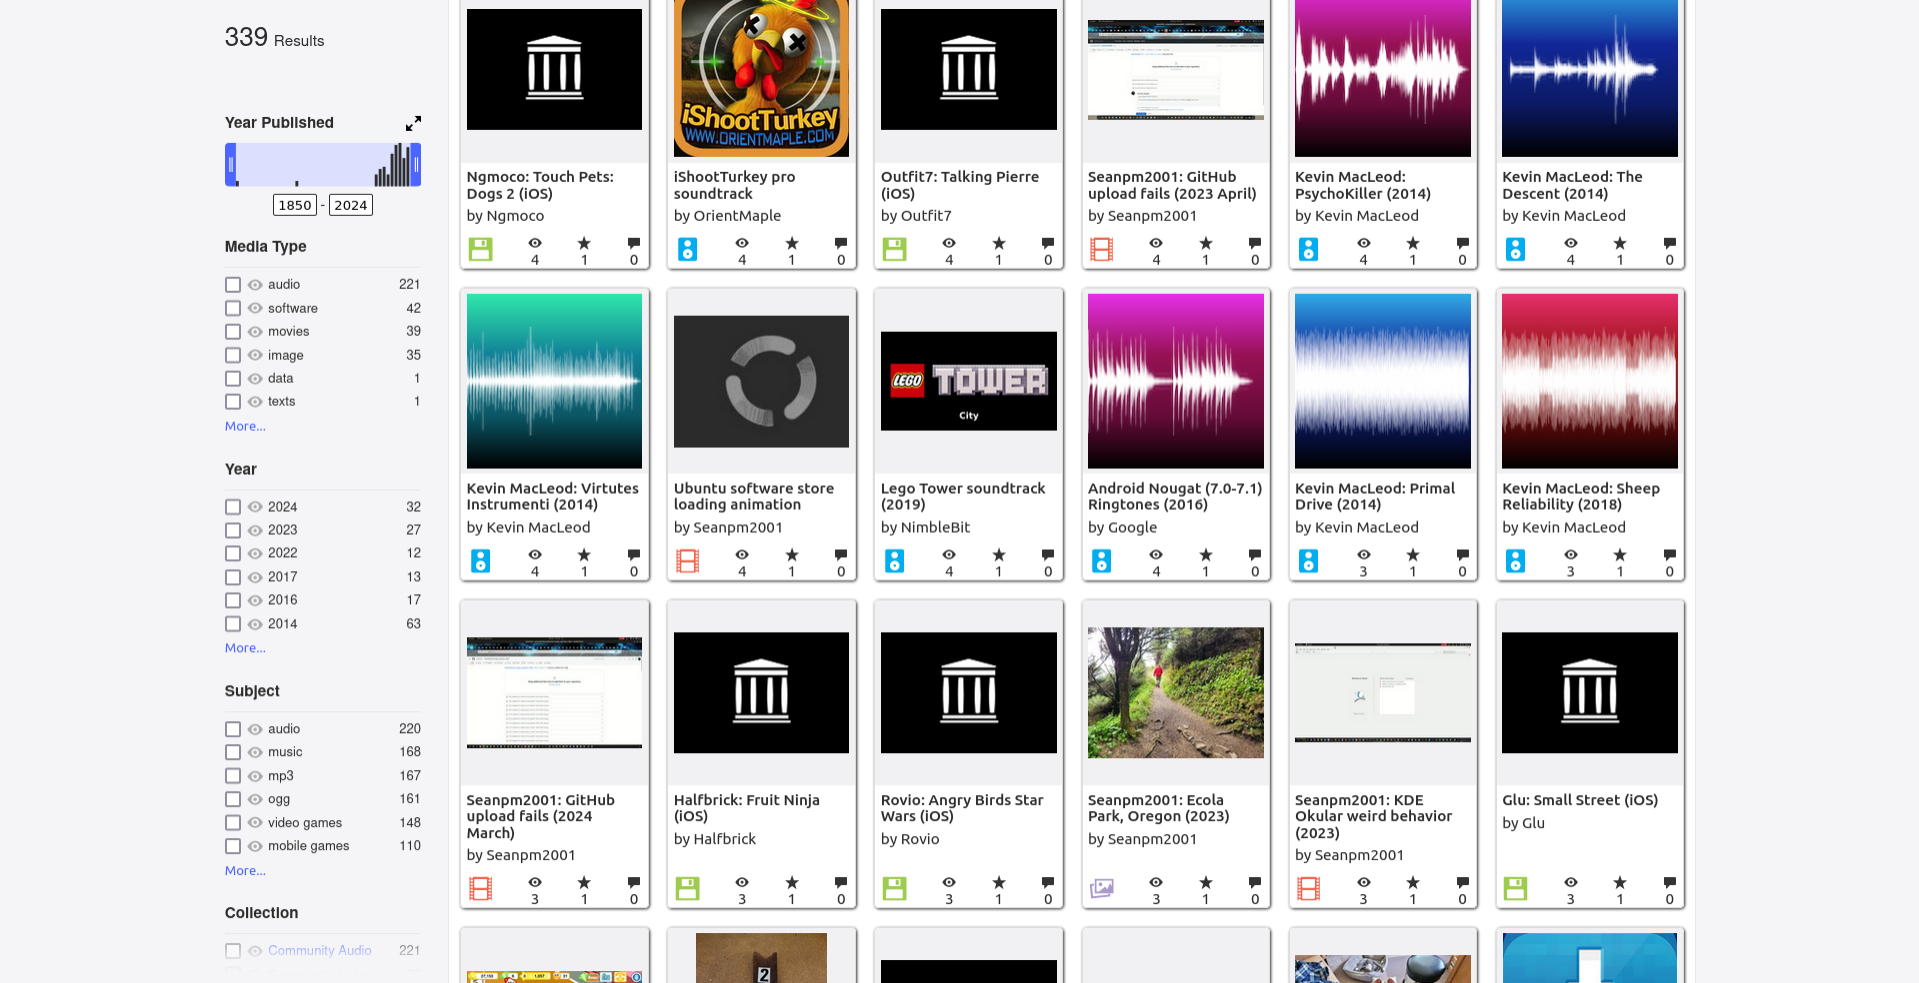 339 Results
Year Published
1850 - 2024
Media Type
audio 221
software 42
movies 39
image 35
data 1
texts 1
More...
Year
2024 32
2023 27
2022 12
2017 13
2016 17
2014 63
More...
Subject
audio 220
music 168
mp3 167
ogg 161
video games 148
mobile games 110
More...
Collection
Community Audio 221
Ngmoco: Touch Pets:
Dogs 2 (iOS)
by Ngmoco
4 1 0
iShootTurkey
WWW.ORIENTMAPLE.COM
iShootTurkey pro
soundtrack
by OrientMaple
4 1 0
Outfit7: Talking Pierre
(iOS)
by Outfit7
4 1 0
Seanpm2001: GitHub
upload fails (2023 April)
by Seanpm2001
4 1 0
Kevin MacLeod:
PsychoKiller (2014)
by Kevin MacLeod
4 1 0
Kevin MacLeod: The
Descent (2014)
by Kevin MacLeod
4 1 0
Kevin MacLeod: Virtutes
Instrumenti (2014)
by Kevin MacLeod
4 1 0
Ubuntu software store
loading animation
by Seanpm2001
4 1 0
LEGO TOWER
City
Lego Tower soundtrack
(2019)
by NimbleBit
4 1 0
Android Nougat (7.0-7.1)
Ringtones (2016)
by Google
4 1 0
Kevin MacLeod: Primal
Drive (2014)
by Kevin MacLeod
3 1 0
Kevin MacLeod: Sheep
Reliability (2018)
by Kevin MacLeod
3 1 0
Seanpm2001: GitHub
upload fails (2024
March)
by Seanpm2001
3 1 0
Halfbrick: Fruit Ninja
(iOS)
by Halfbrick
3 1 0
Rovio: Angry Birds Star
Wars (iOS)
by Rovio
3 1 0
Seanpm2001: Ecola
Park, Oregon (2023)
by Seanpm2001
3 1 0
Seanpm2001: KDE
Okular weird behavior
(2023)
by Seanpm2001
3 1 0
Glu: Small Street (iOS)
by Glu
3 1 0
2